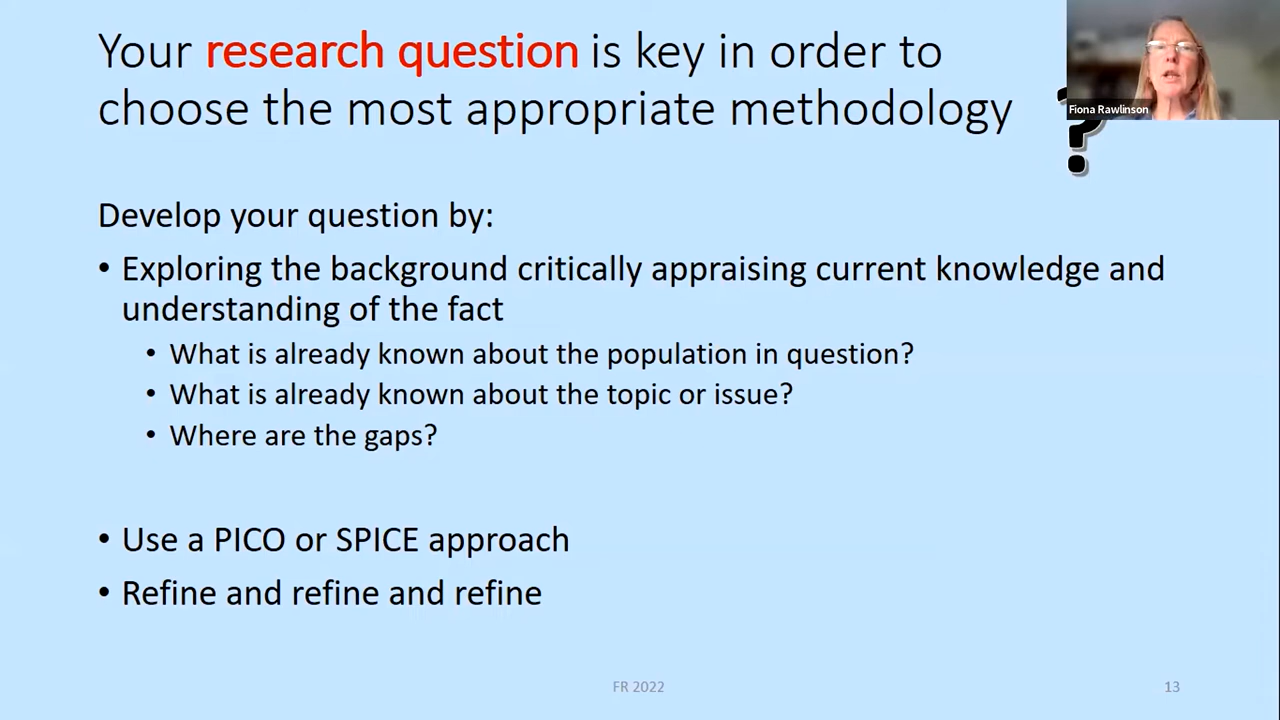 Your research question is key in order to
choose the most appropriate methodology
?
Fiona Rawlinson
Develop your question by:
• Exploring the background critically appraising current knowledge and
understanding of the fact
• What is already known about the population in question?
• What is already known about the topic or issue?
• Where are the gaps?
• Use a PICO or SPICE approach
• Refine and refine and refine
FR 2022
13